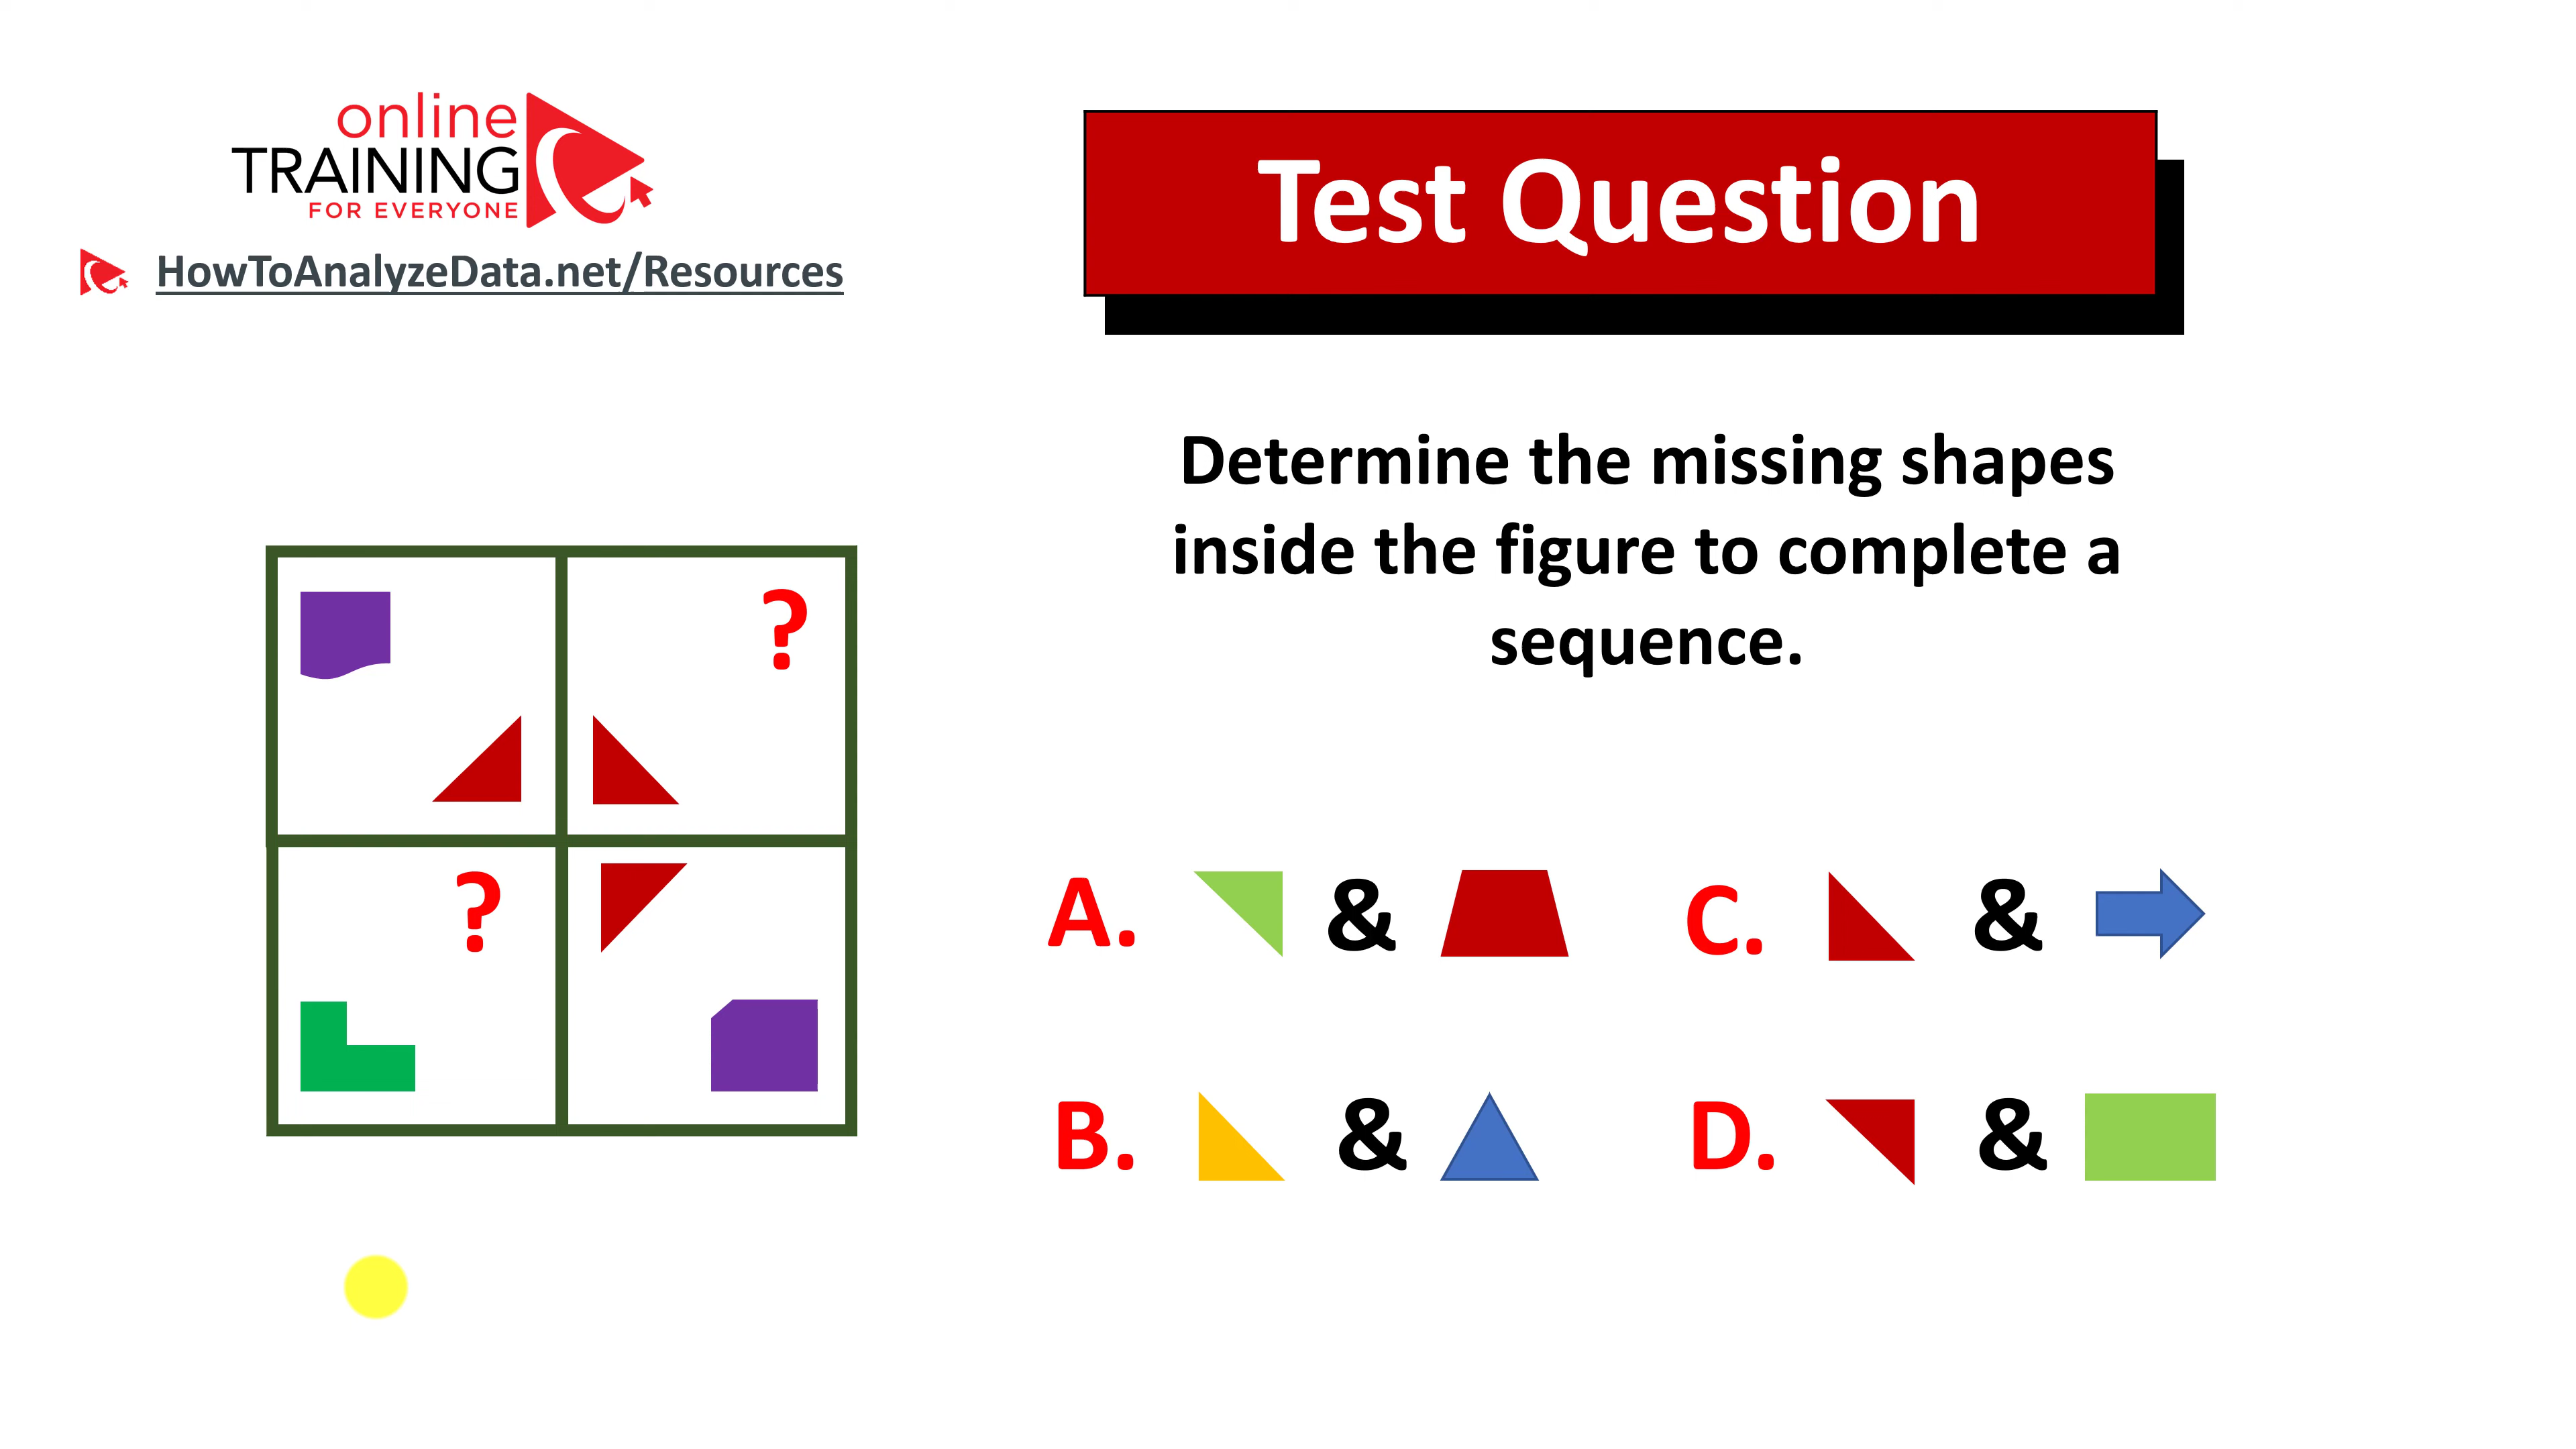 online
TRAINING
FOR EVERYONE
HowToAnalyzeData.net/Resources
Test Question
Determine the missing shapes
inside the figure to complete a
sequence.
?
?
A. & C. &
B. & D. &